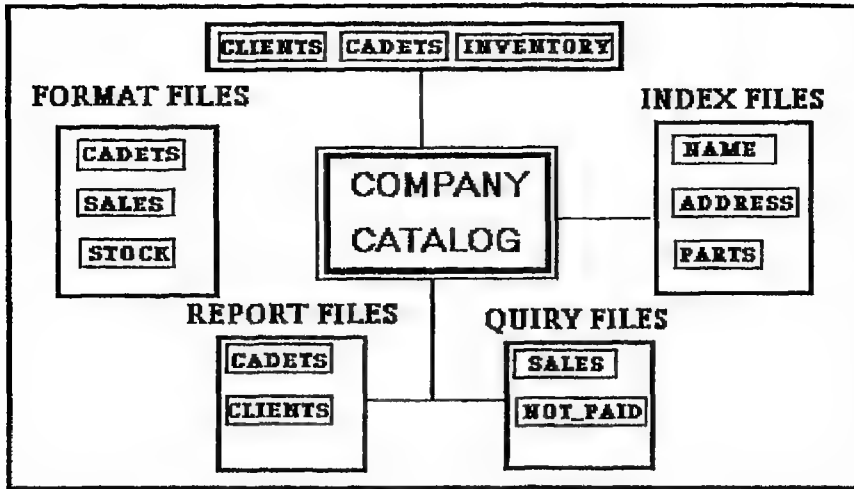 CLIENTS CADETS INVENTORY
FORMAT FILES
CADETS
SALES
STOCK
COMPANY
CATALOG
INDEX FILES
NAME
ADDRESS
PARTS
REPORT FILES
CADETS
CLIENTS
QUIRY FILES
SALES
NOT_PAID